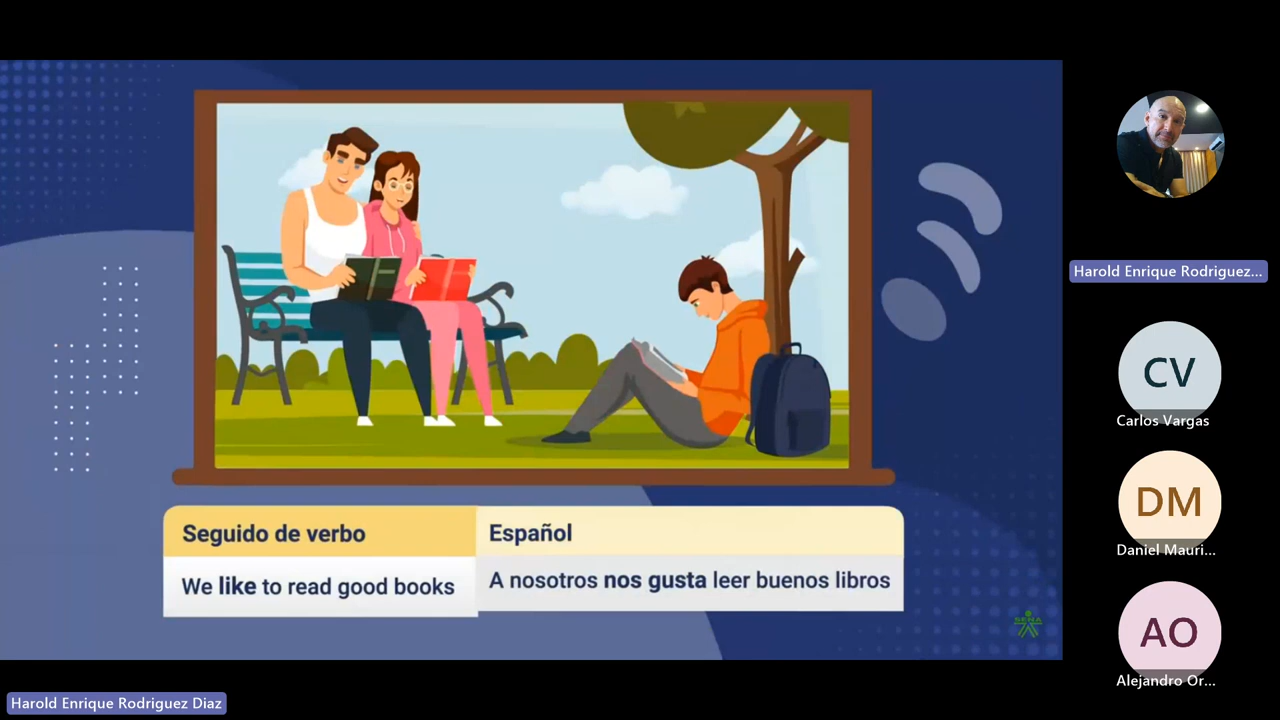 Seguido de verbo
Español
We like to read good books
A nosotros nos gusta leer buenos libros
SENA
Harold Enrique Rodriguez...
CV
Carlos Vargas
DM
Daniel Mauri...
AO
Alejandro Or...
Harold Enrique Rodriguez Diaz